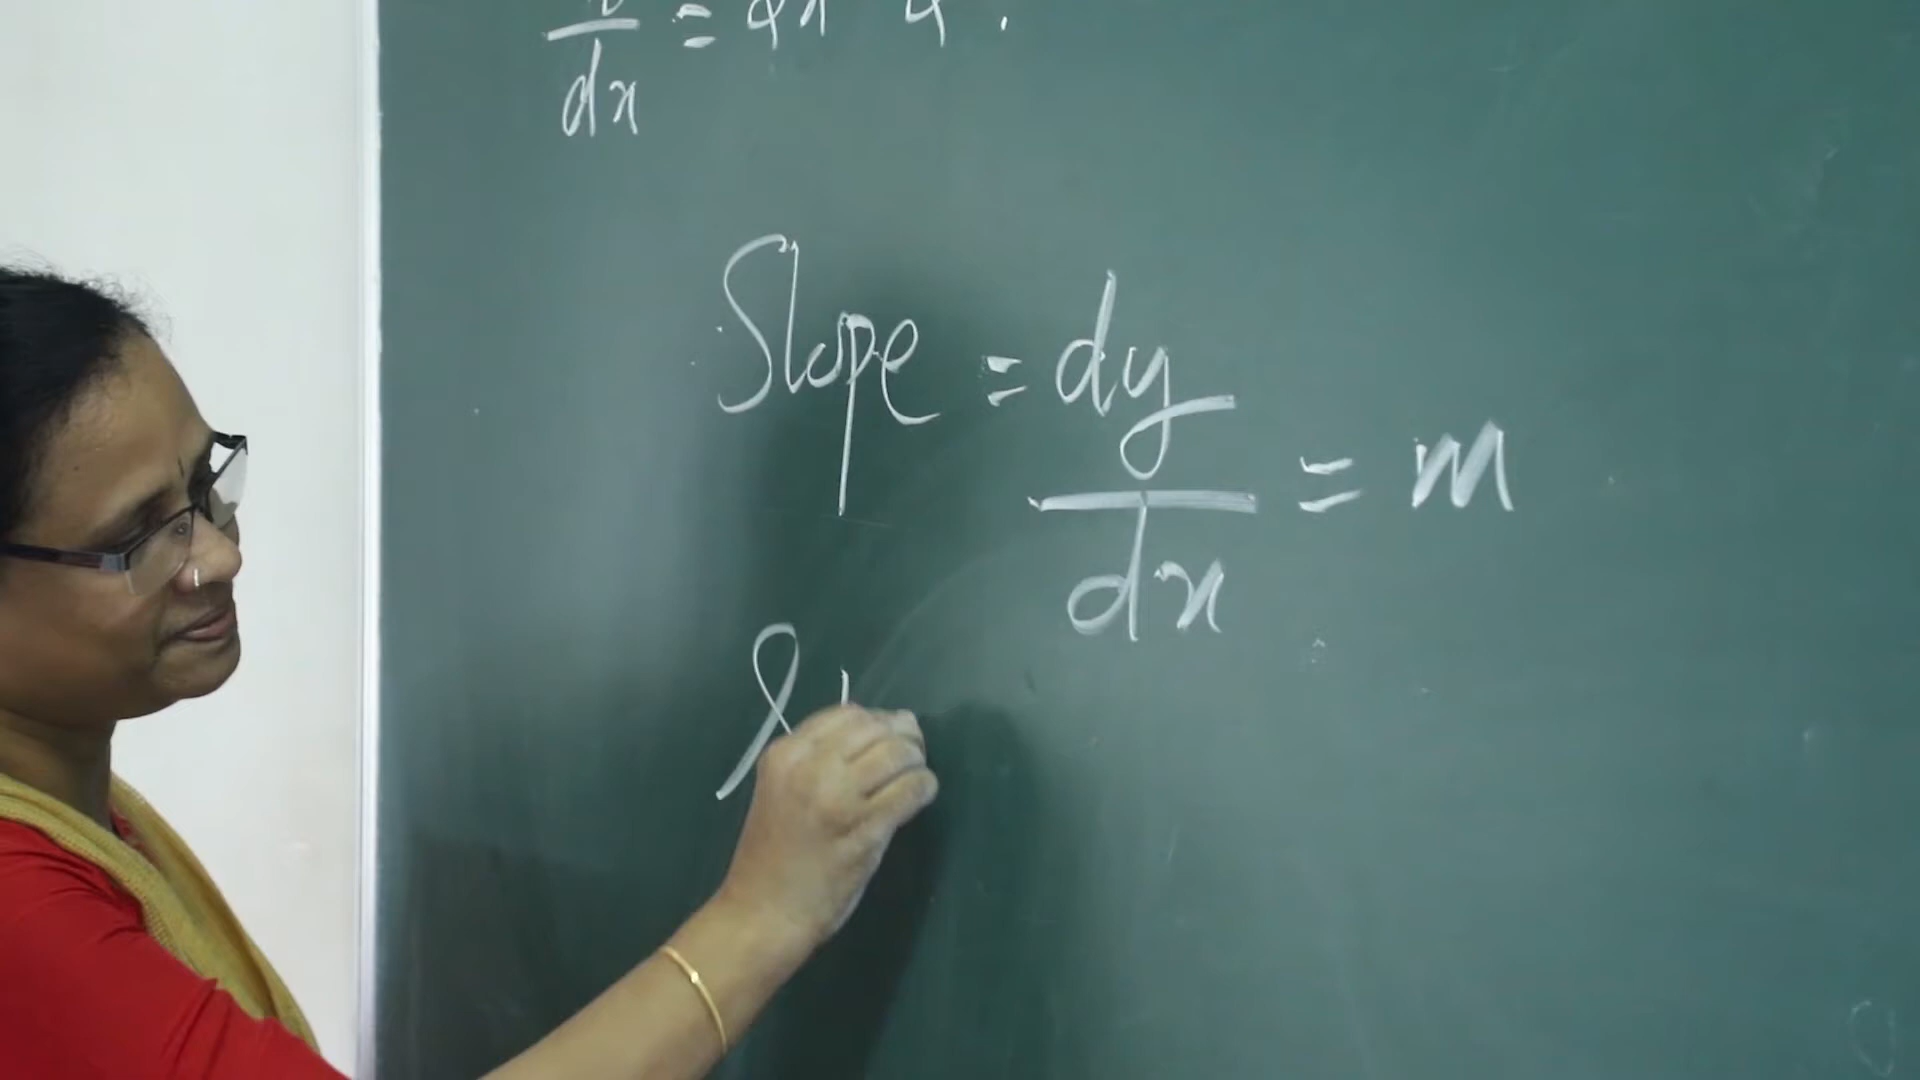 dx
Slope = dy/dx = m